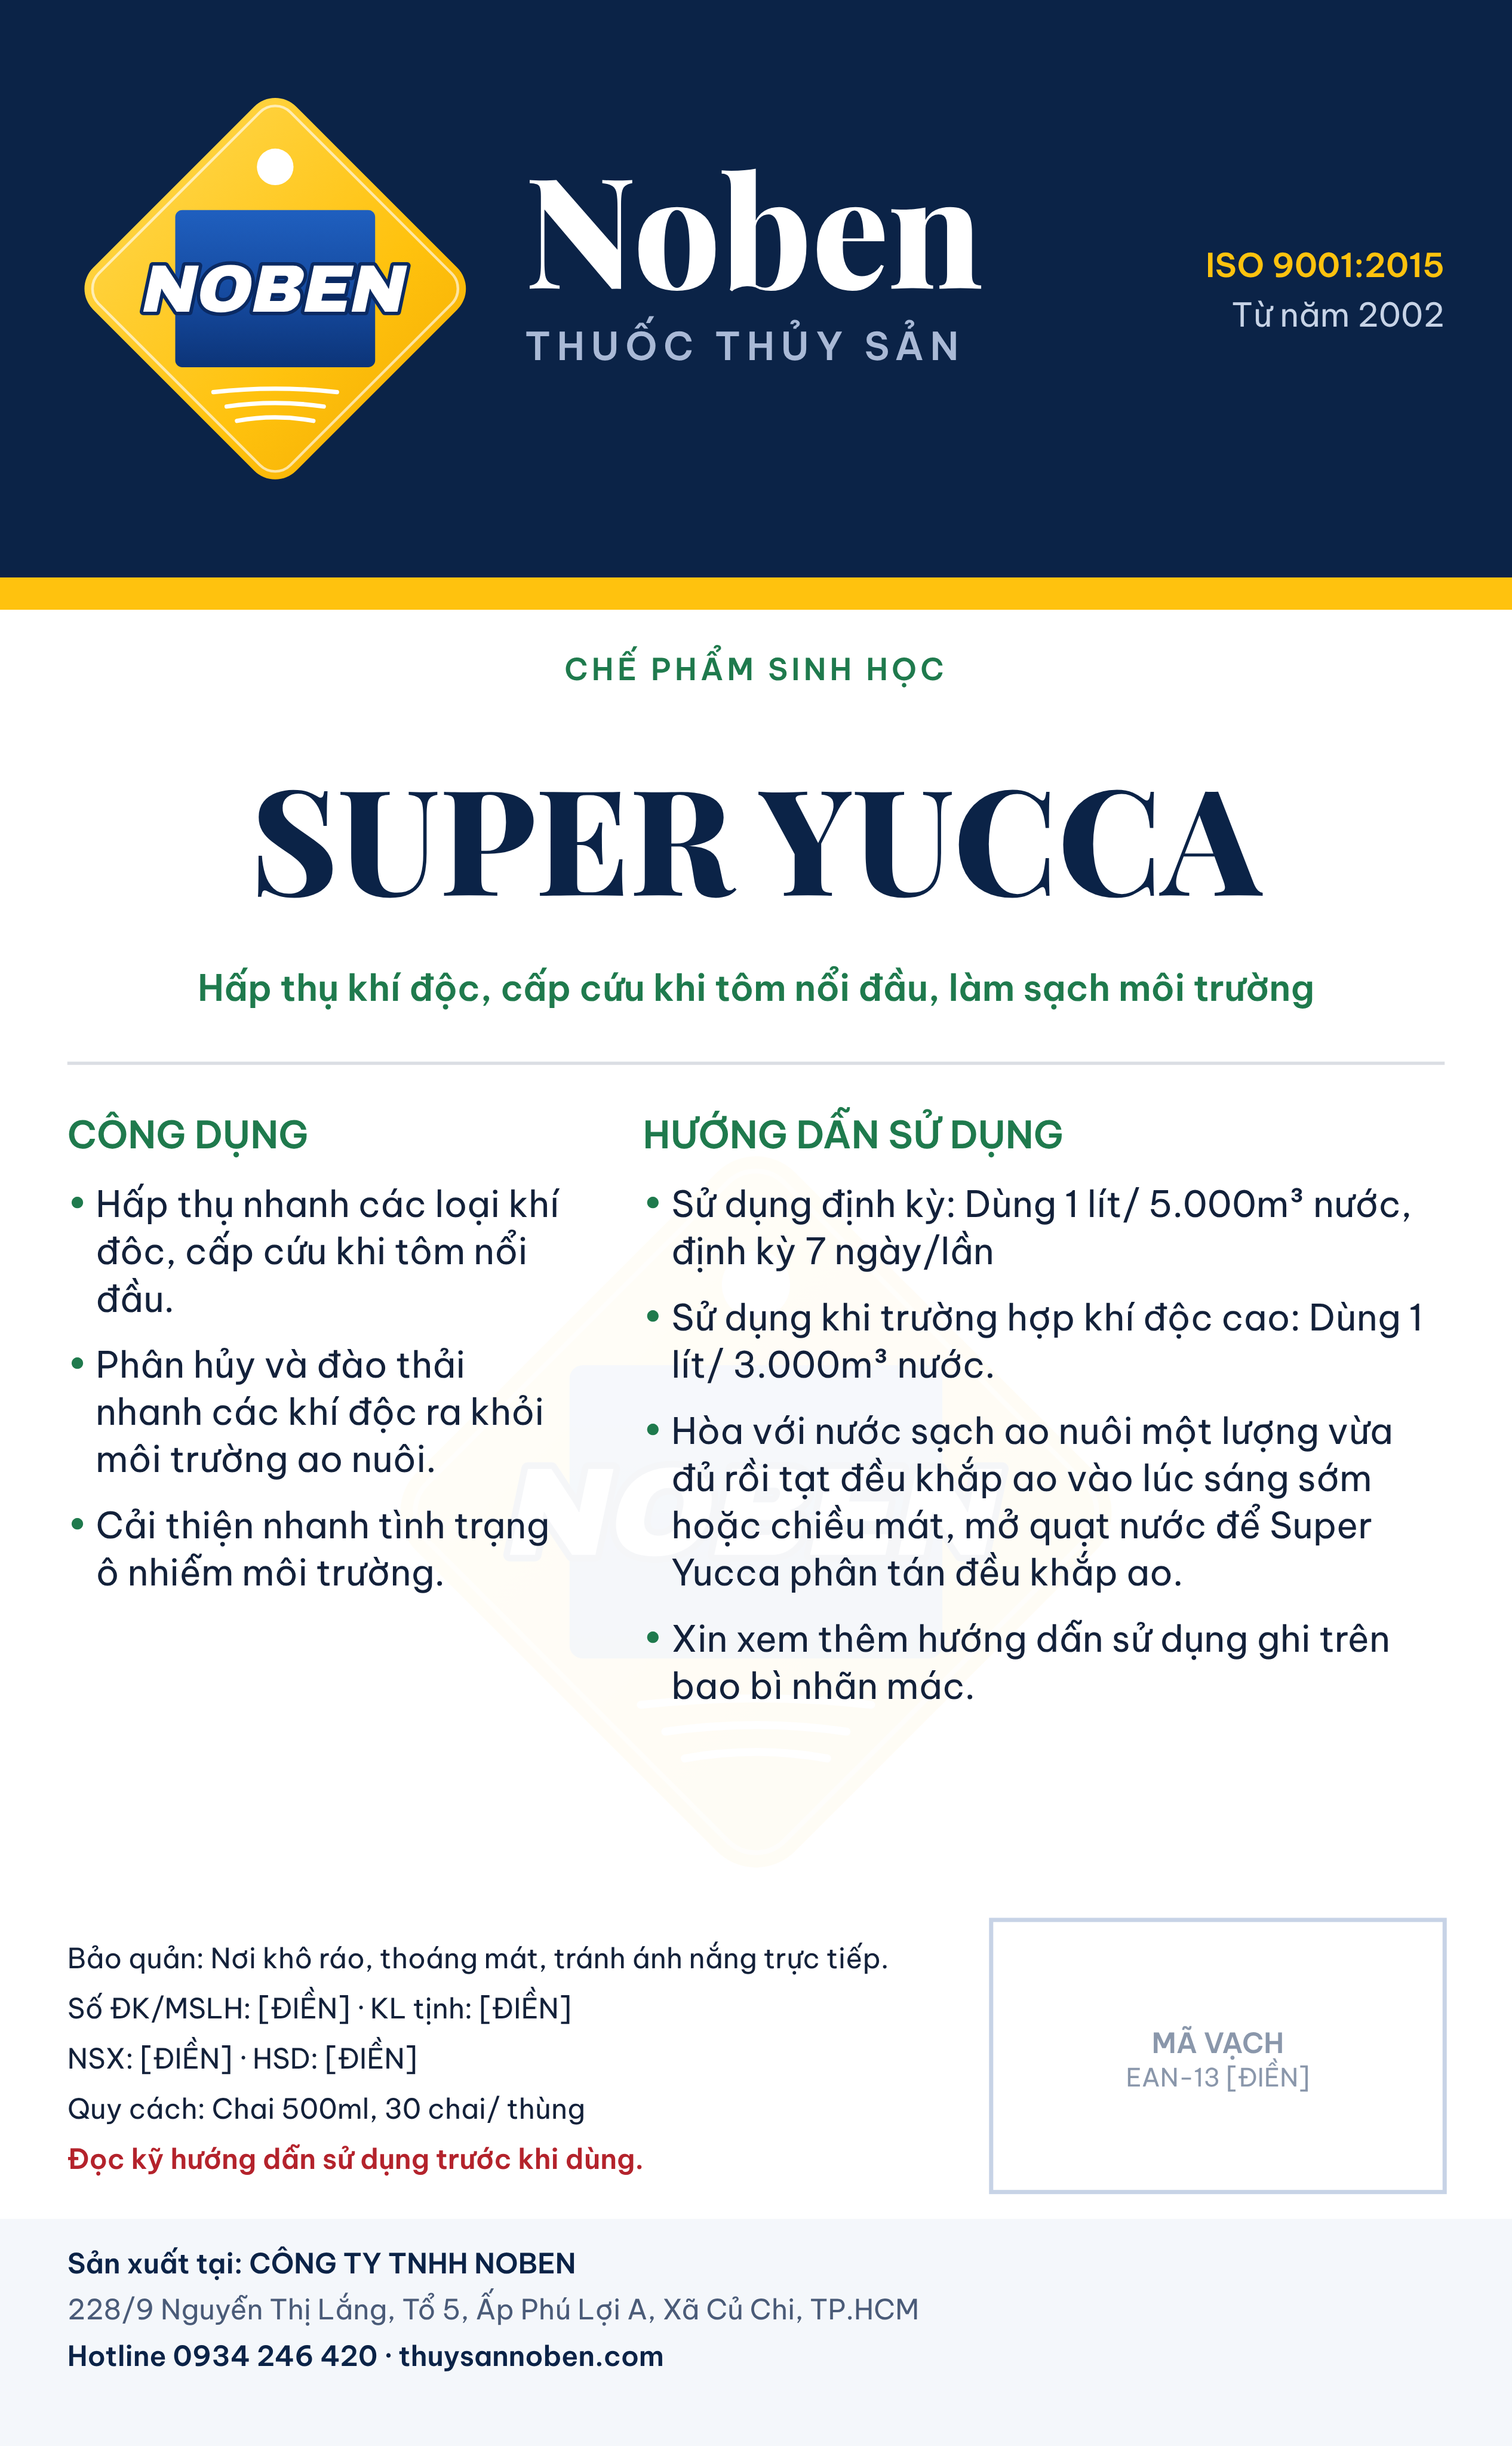 NOBEN
Noben
THUỐC THỦY SẢN
ISO 9001:2015
Từ năm 2002
CHẾ PHẨM SINH HỌC
SUPER YUCCA
Hấp thụ khí độc, cấp cứu khi tôm nổi đầu, làm sạch môi trường
CÔNG DỤNG
• Hấp thụ nhanh các loại khí
đôc, cấp cứu khi tôm nổi
đầu.
• Phân hủy và đào thải
nhanh các khí độc ra khỏi
môi trường ao nuôi.
• Cải thiện nhanh tình trạng
ô nhiễm môi trường.
HƯỚNG DẪN SỬ DỤNG
• Sử dụng định kỳ: Dùng 1 lít/ 5.000m³ nước,
định kỳ 7 ngày/lần
• Sử dụng khi trường hợp khí độc cao: Dùng 1
lít/ 3.000m³ nước.
• Hòa với nước sạch ao nuôi một lượng vừa
đủ rồi tạt đều khắp ao vào lúc sáng sớm
hoặc chiều mát, mở quạt nước để Super
Yucca phân tán đều khắp ao.
• Xin xem thêm hướng dẫn sử dụng ghi trên
bao bì nhãn mác.
NOBEN
Bảo quản: Nơi khô ráo, thoáng mát, tránh ánh nắng trực tiếp.
Số ĐK/MSLH: [ĐIỀN] · KL tịnh: [ĐIỀN]
NSX: [ĐIỀN] · HSD: [ĐIỀN]
Quy cách: Chai 500ml, 30 chai/ thùng
Đọc kỹ hướng dẫn sử dụng trước khi dùng.
MÃ VẠCH
EAN-13 [ĐIỀN]
Sản xuất tại: CÔNG TY TNHH NOBEN
228/9 Nguyễn Thị Lắng, Tổ 5, Ấp Phú Lợi A, Xã Củ Chi, TP.HCM
Hotline 0934 246 420 · thuysannoben.com